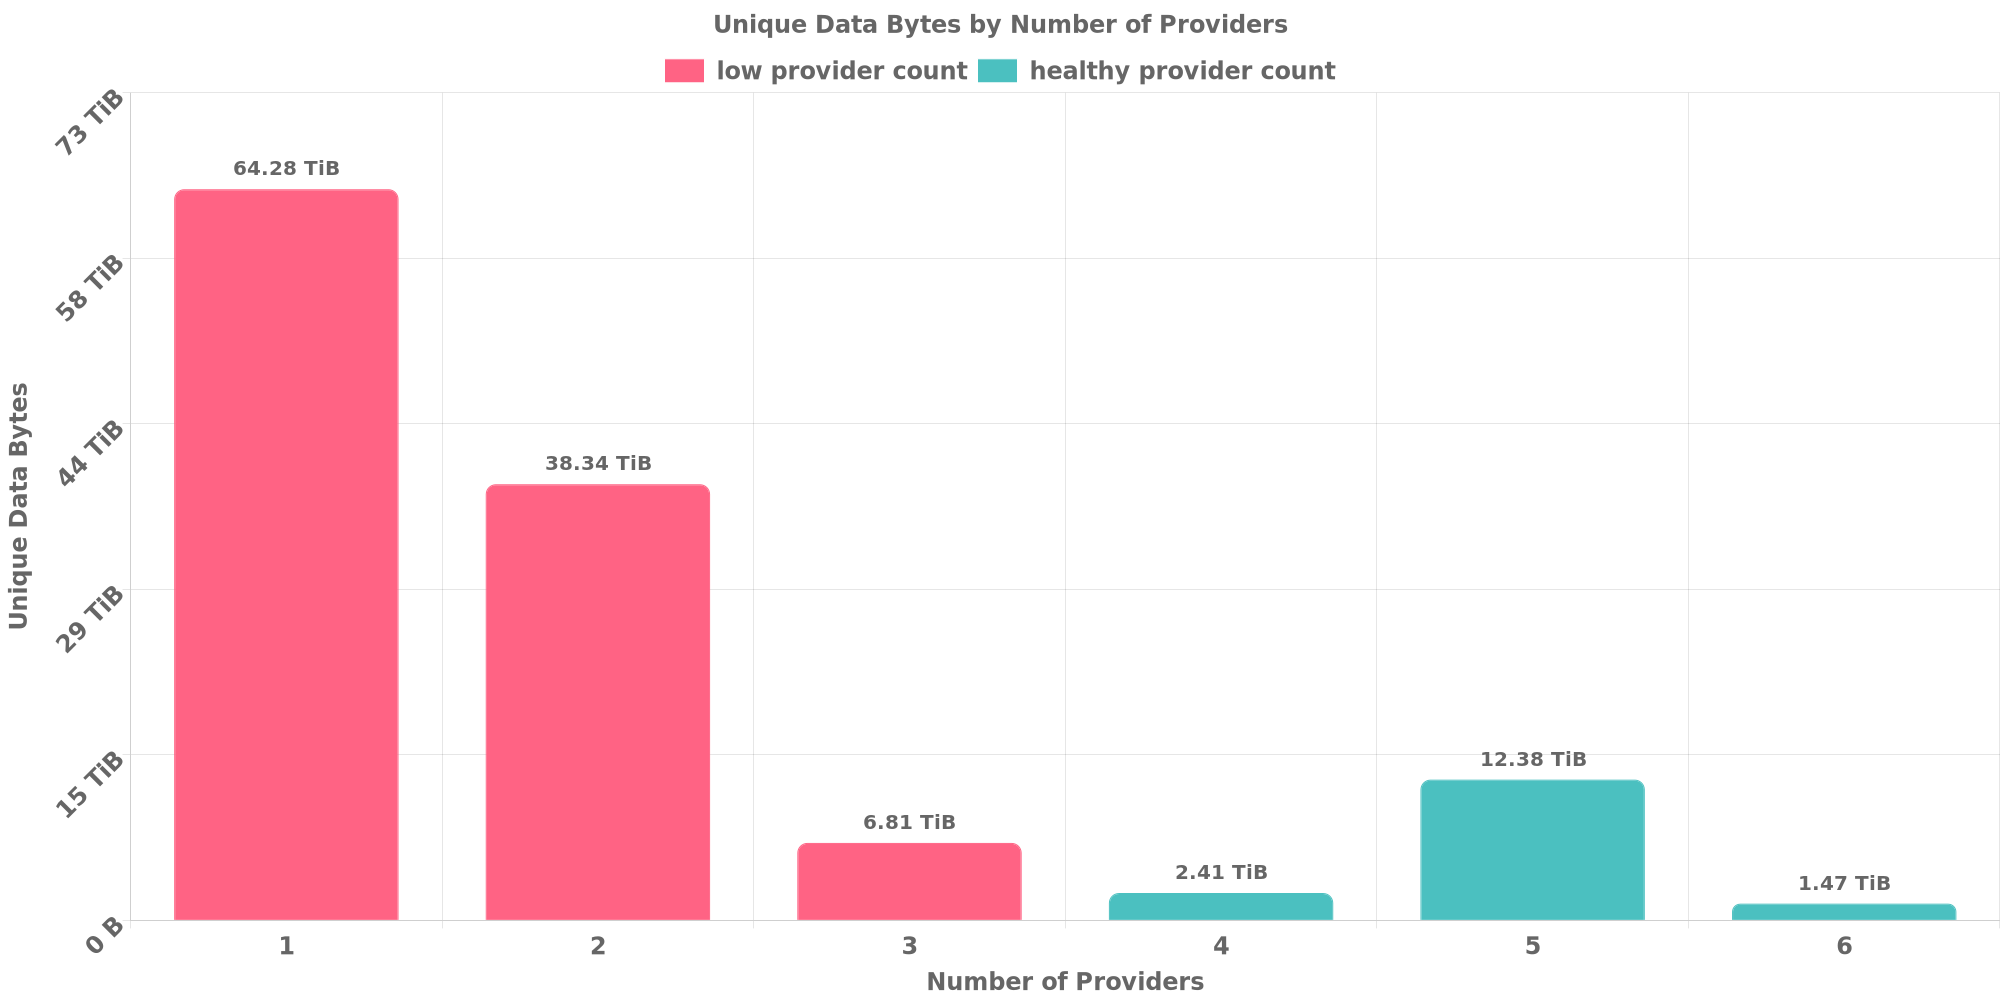 Unique Data Bytes by Number of Providers
low provider count healthy provider count
73 TiB
58 TiB
44 TiB
29 TiB
15 TiB
0 B
Unique Data Bytes
64.28 TiB
38.34 TiB
6.81 TiB
2.41 TiB
12.38 TiB
1.47 TiB
1 2 3 4 5 6
Number of Providers